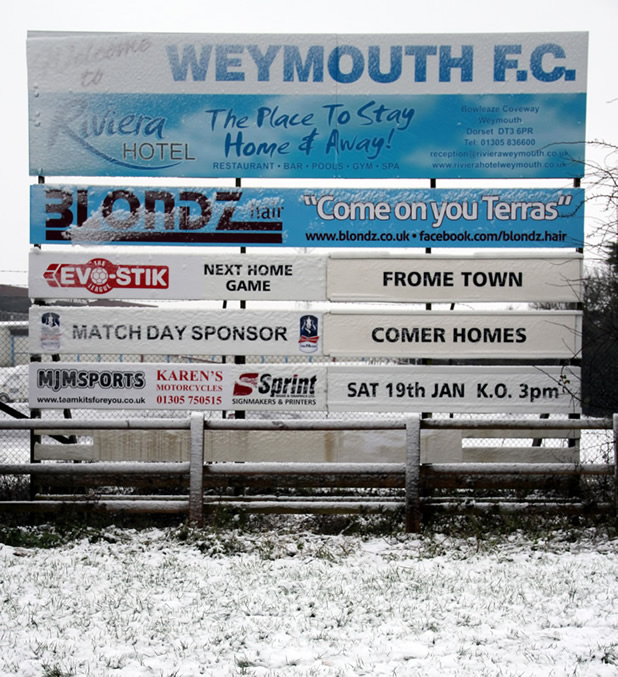 Welcome to
WEYMOUTH F.C.
Riviera
HOTEL
The Place To Stay
Home & Away!
RESTAURANT • BAR • POOLS • GYM • SPA
Bowleaze Coveway
Weymouth
Dorset DT3 6PR
Tel: 01305 836600
reception@rivieraweymouth.co.uk
www.rivierahotelweymouth.co.uk
BLONDZ hair
"Come on you Terras"
www.blondz.co.uk • facebook.com/blondz.hair
THE
EVO-STIK
LEAGUE
NEXT HOME
GAME
FROME TOWN
MATCH DAY SPONSOR
COMER HOMES
MJMSPORTS
www.teamkitsforyou.co.uk
KAREN'S
MOTORCYCLES
01305 750515
Sprint
SIGNMAKERS & PRINTERS
SAT 19th JAN K.O. 3pm